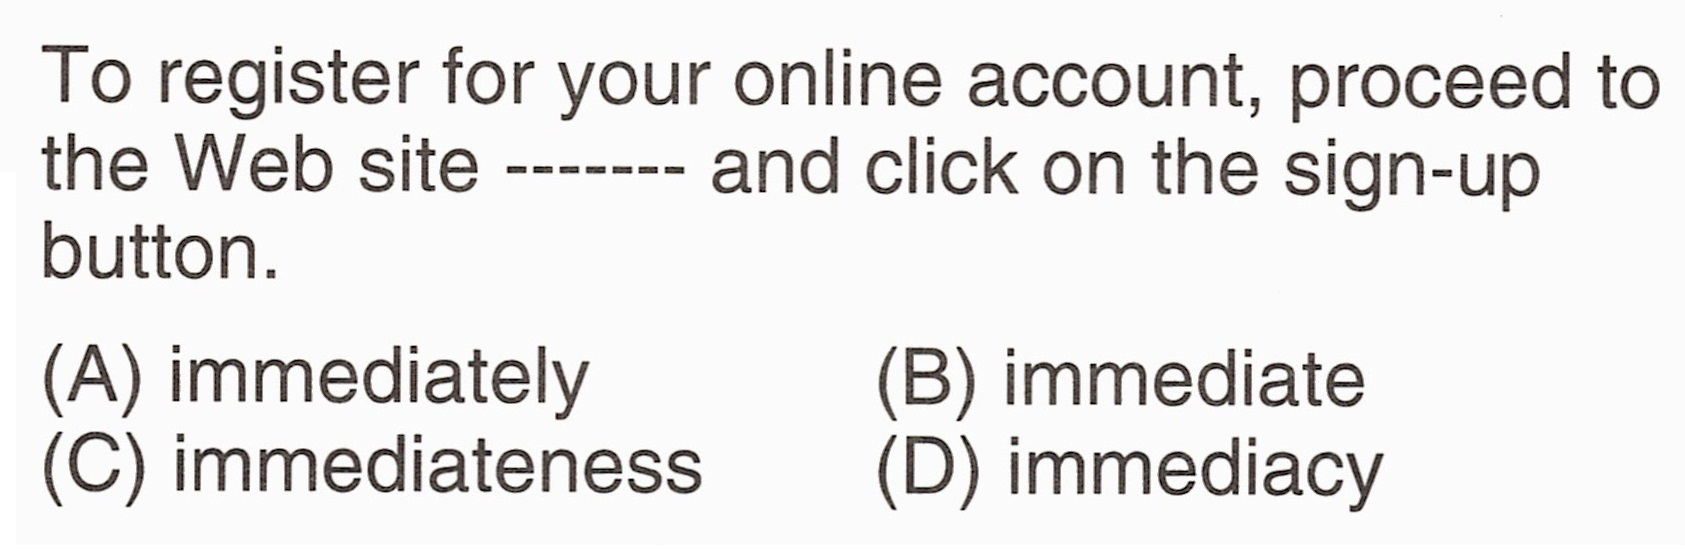 To register for your online account, proceed to
the Web site ------- and click on the sign-up
button.
(A) immediately (B) immediate
(C) immediateness (D) immediacy